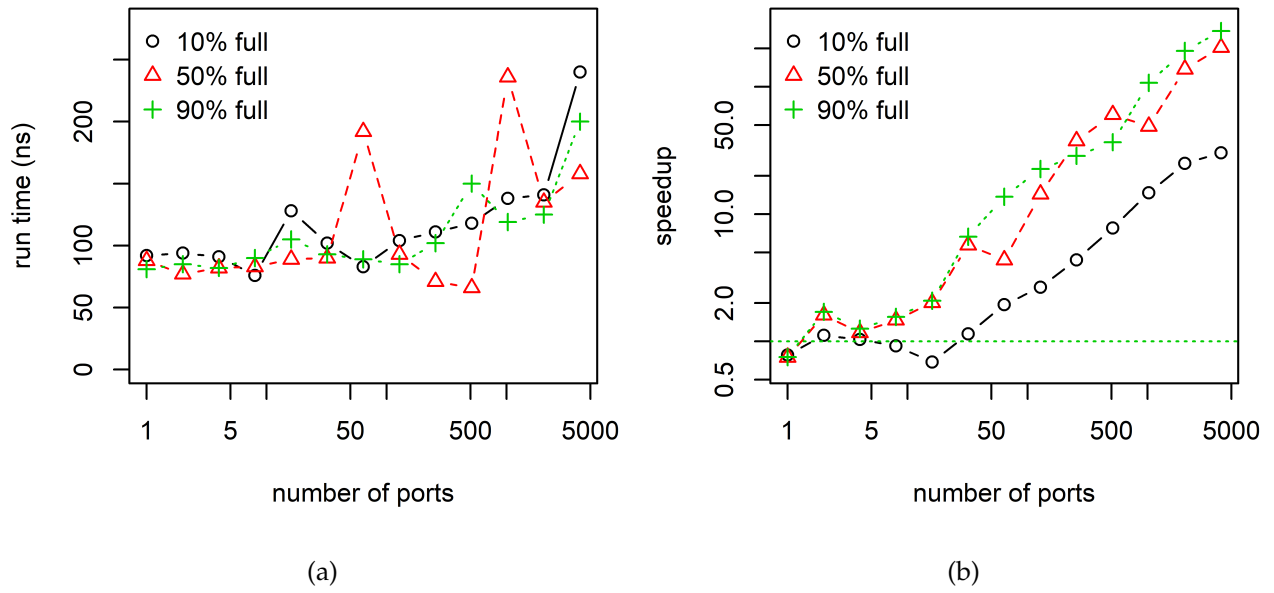 10% full
50% full
90% full
run time (ns)
0
50
100
200
1
5
50
500
5000
number of ports
(a)
10% full
50% full
90% full
speedup
0.5
2.0
10.0
50.0
1
5
50
500
5000
number of ports
(b)